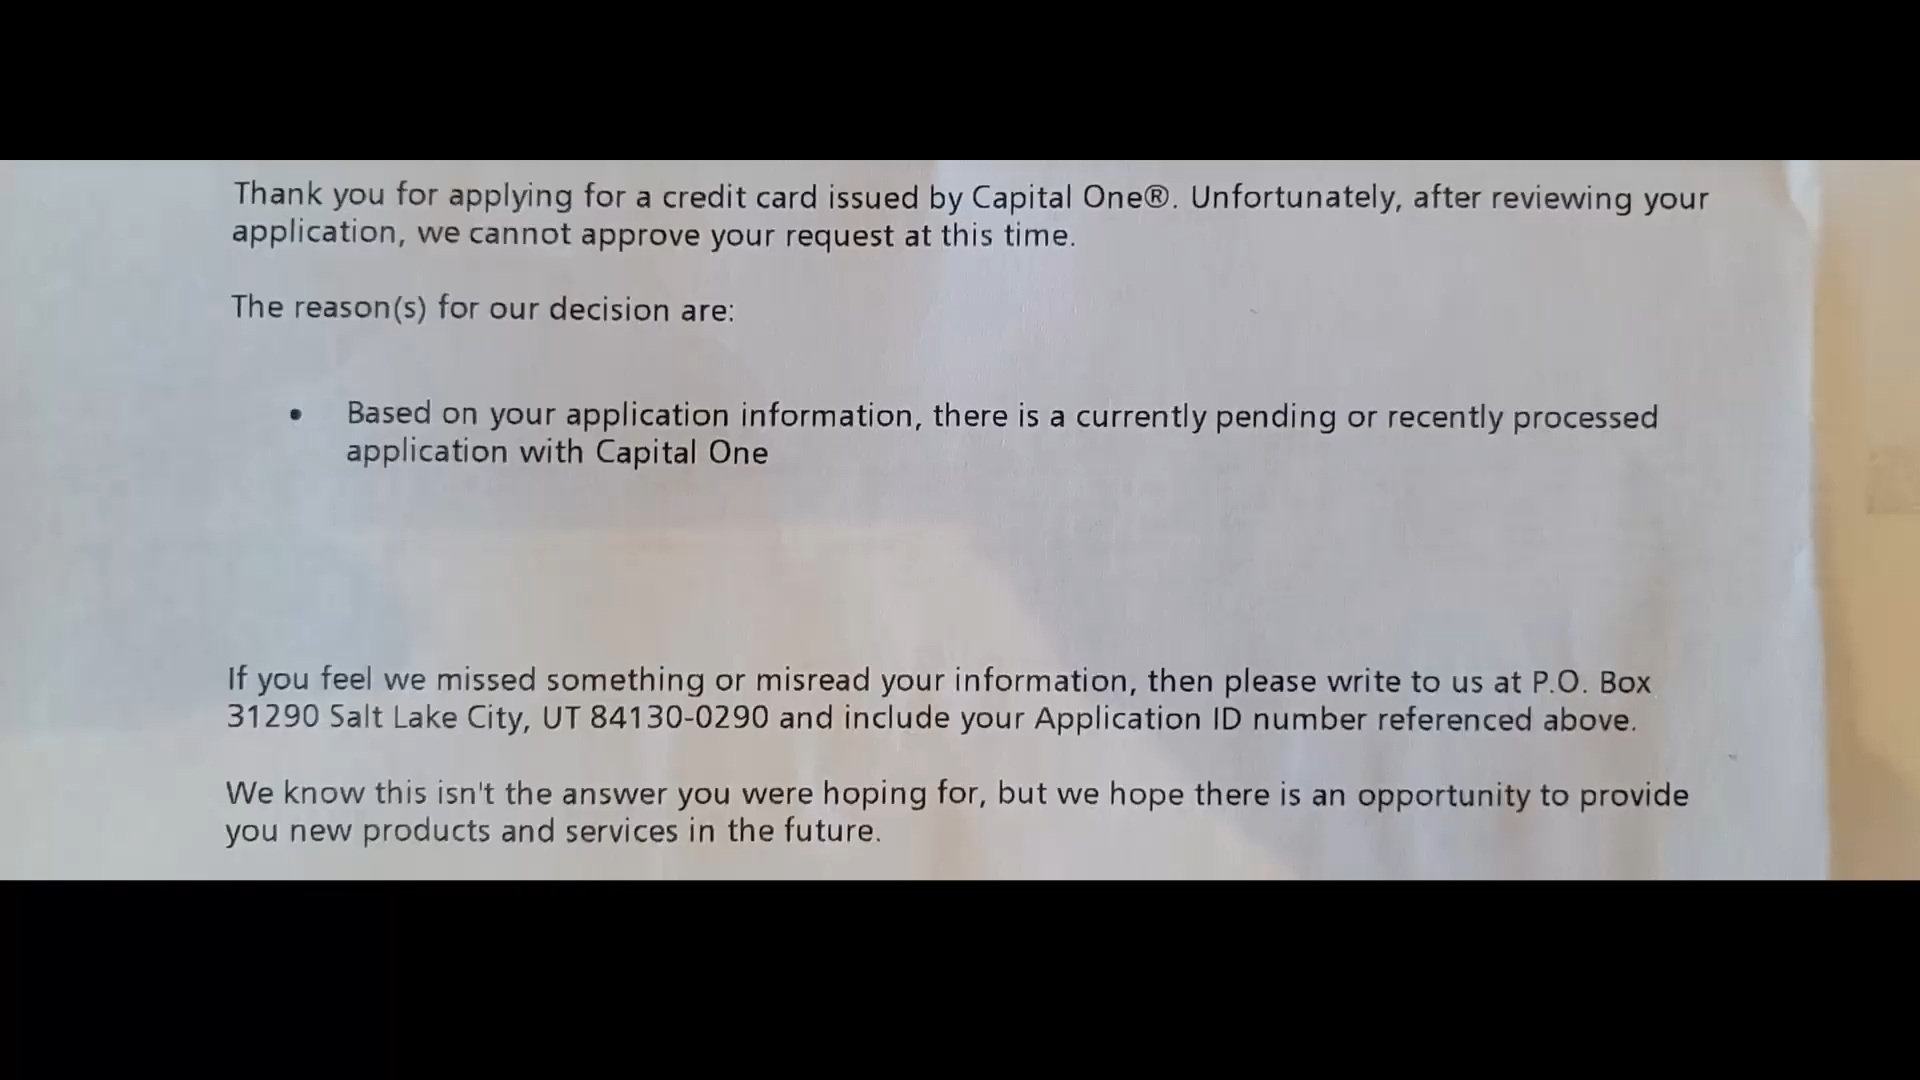 Thank you for applying for a credit card issued by Capital One®. Unfortunately, after reviewing your
application, we cannot approve your request at this time.
The reason(s) for our decision are:
• Based on your application information, there is a currently pending or recently processed
application with Capital One
If you feel we missed something or misread your information, then please write to us at P.O. Box
31290 Salt Lake City, UT 84130-0290 and include your Application ID number referenced above.
We know this isn't the answer you were hoping for, but we hope there is an opportunity to provide
you new products and services in the future.